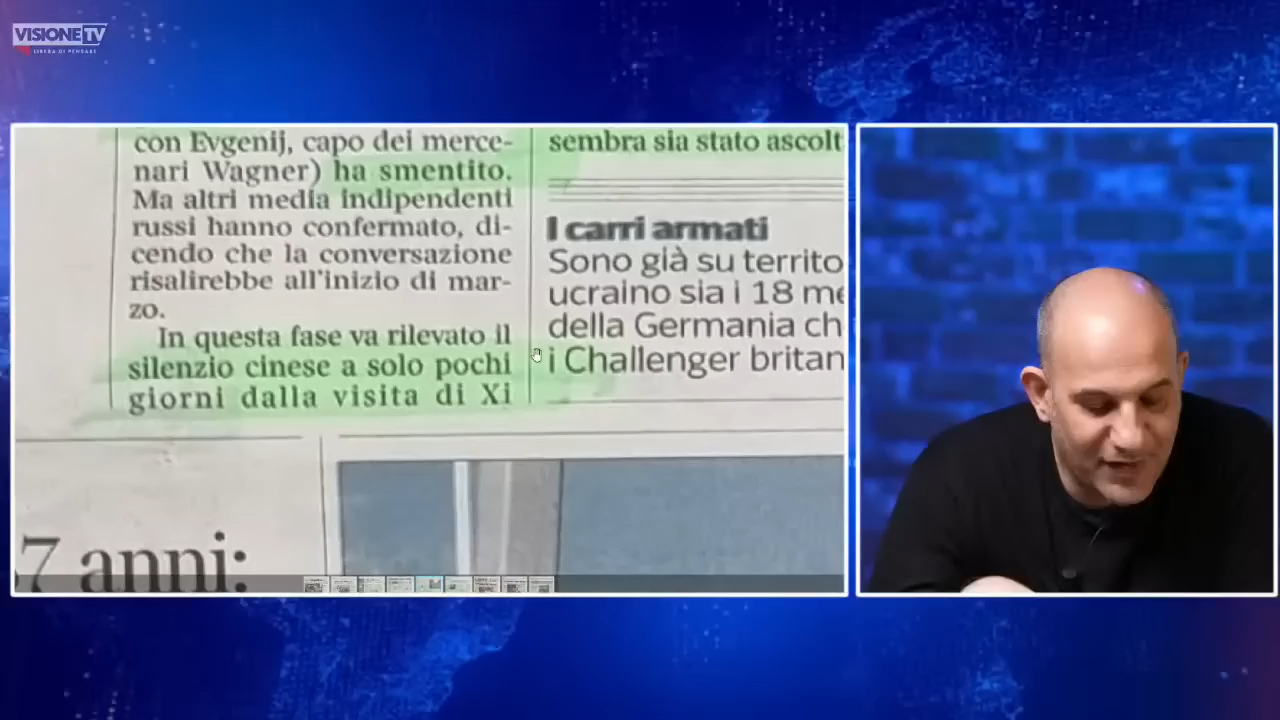 VISIONE TV
LIBERA DI PENSARE
con Evgenij, capo dei merce-
nari Wagner) ha smentito.
Ma altri media indipendenti
russi hanno confermato, di-
cendo che la conversazione
risalirebbe all'inizio di mar-
zo.
In questa fase va rilevato il
silenzio cinese a solo pochi
giorni dalla visita di Xi
sembra sia stato ascolt
I carri armati
Sono già su territo
ucraino sia i 18 me
della Germania ch
i Challenger britan
7 anni: